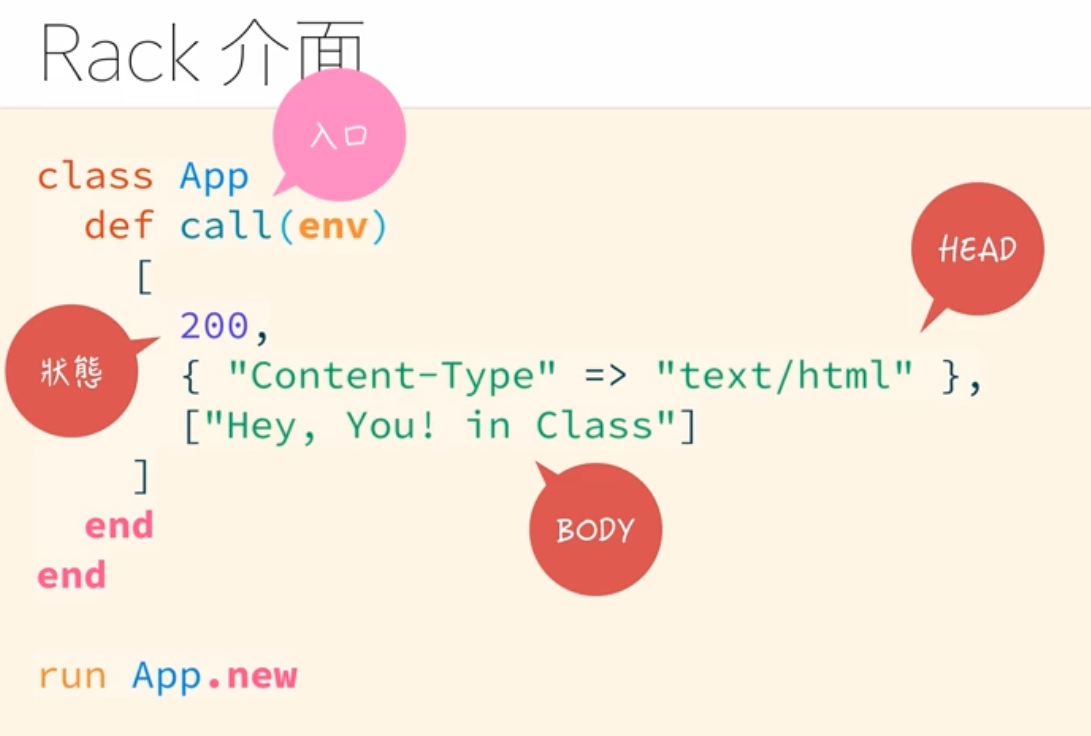 Rack 介面
入口
class App
def call(env)
[
HEAD
200,
狀態
{ "Content-Type" => "text/html" },
["Hey, You! in Class"]
]
BODY
end
end
run App.new